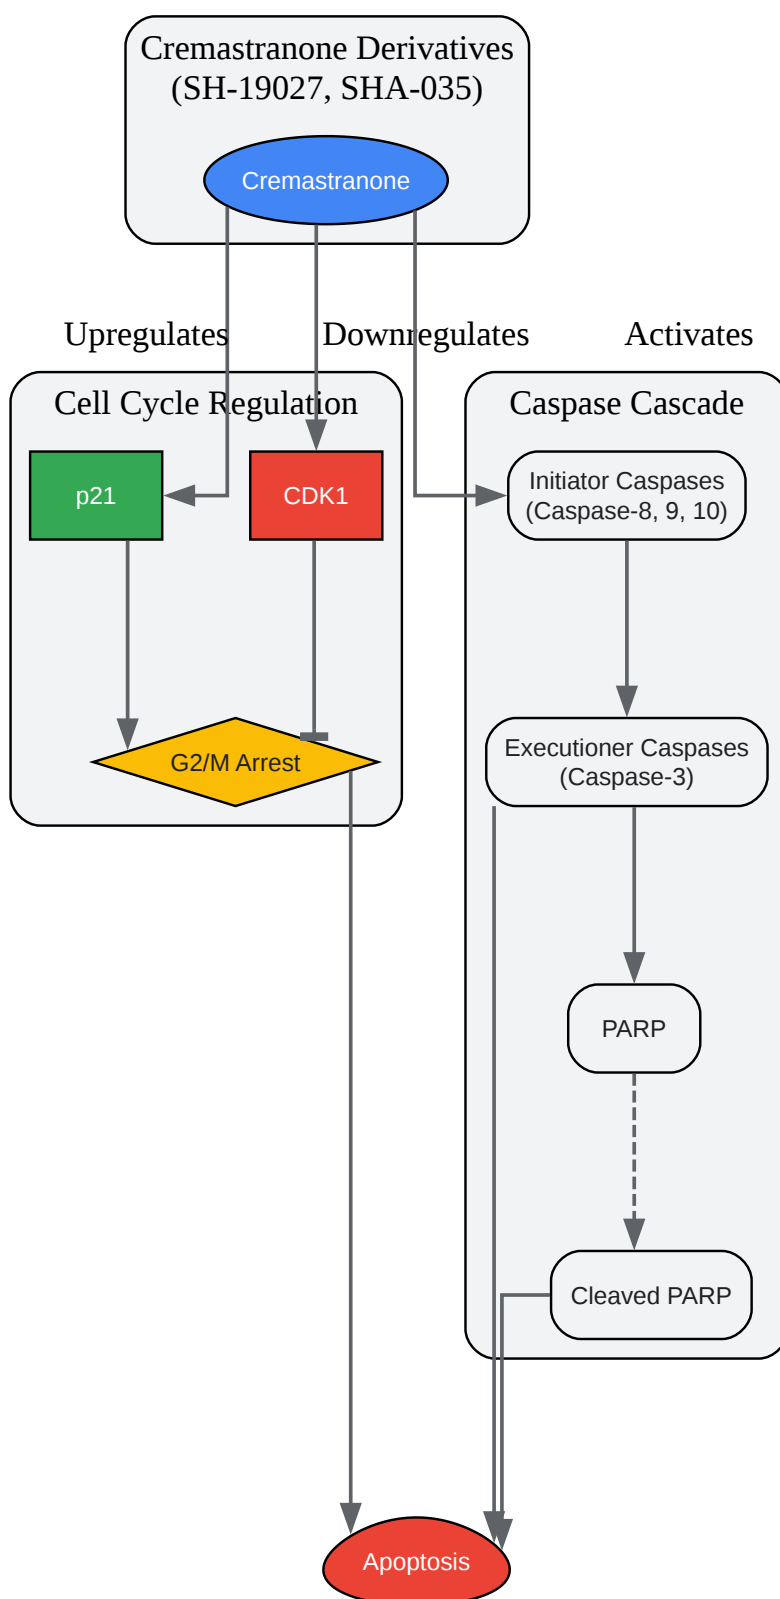 Cremastranone Derivatives
(SH-19027, SHA-035)
Cremastranone
Upregulates
Downregulates
Activates
Cell Cycle Regulation
Caspase Cascade
p21
CDK1
Initiator Caspases
(Caspase-8, 9, 10)
G2/M Arrest
Executioner Caspases
(Caspase-3)
PARP
Cleaved PARP
Apoptosis